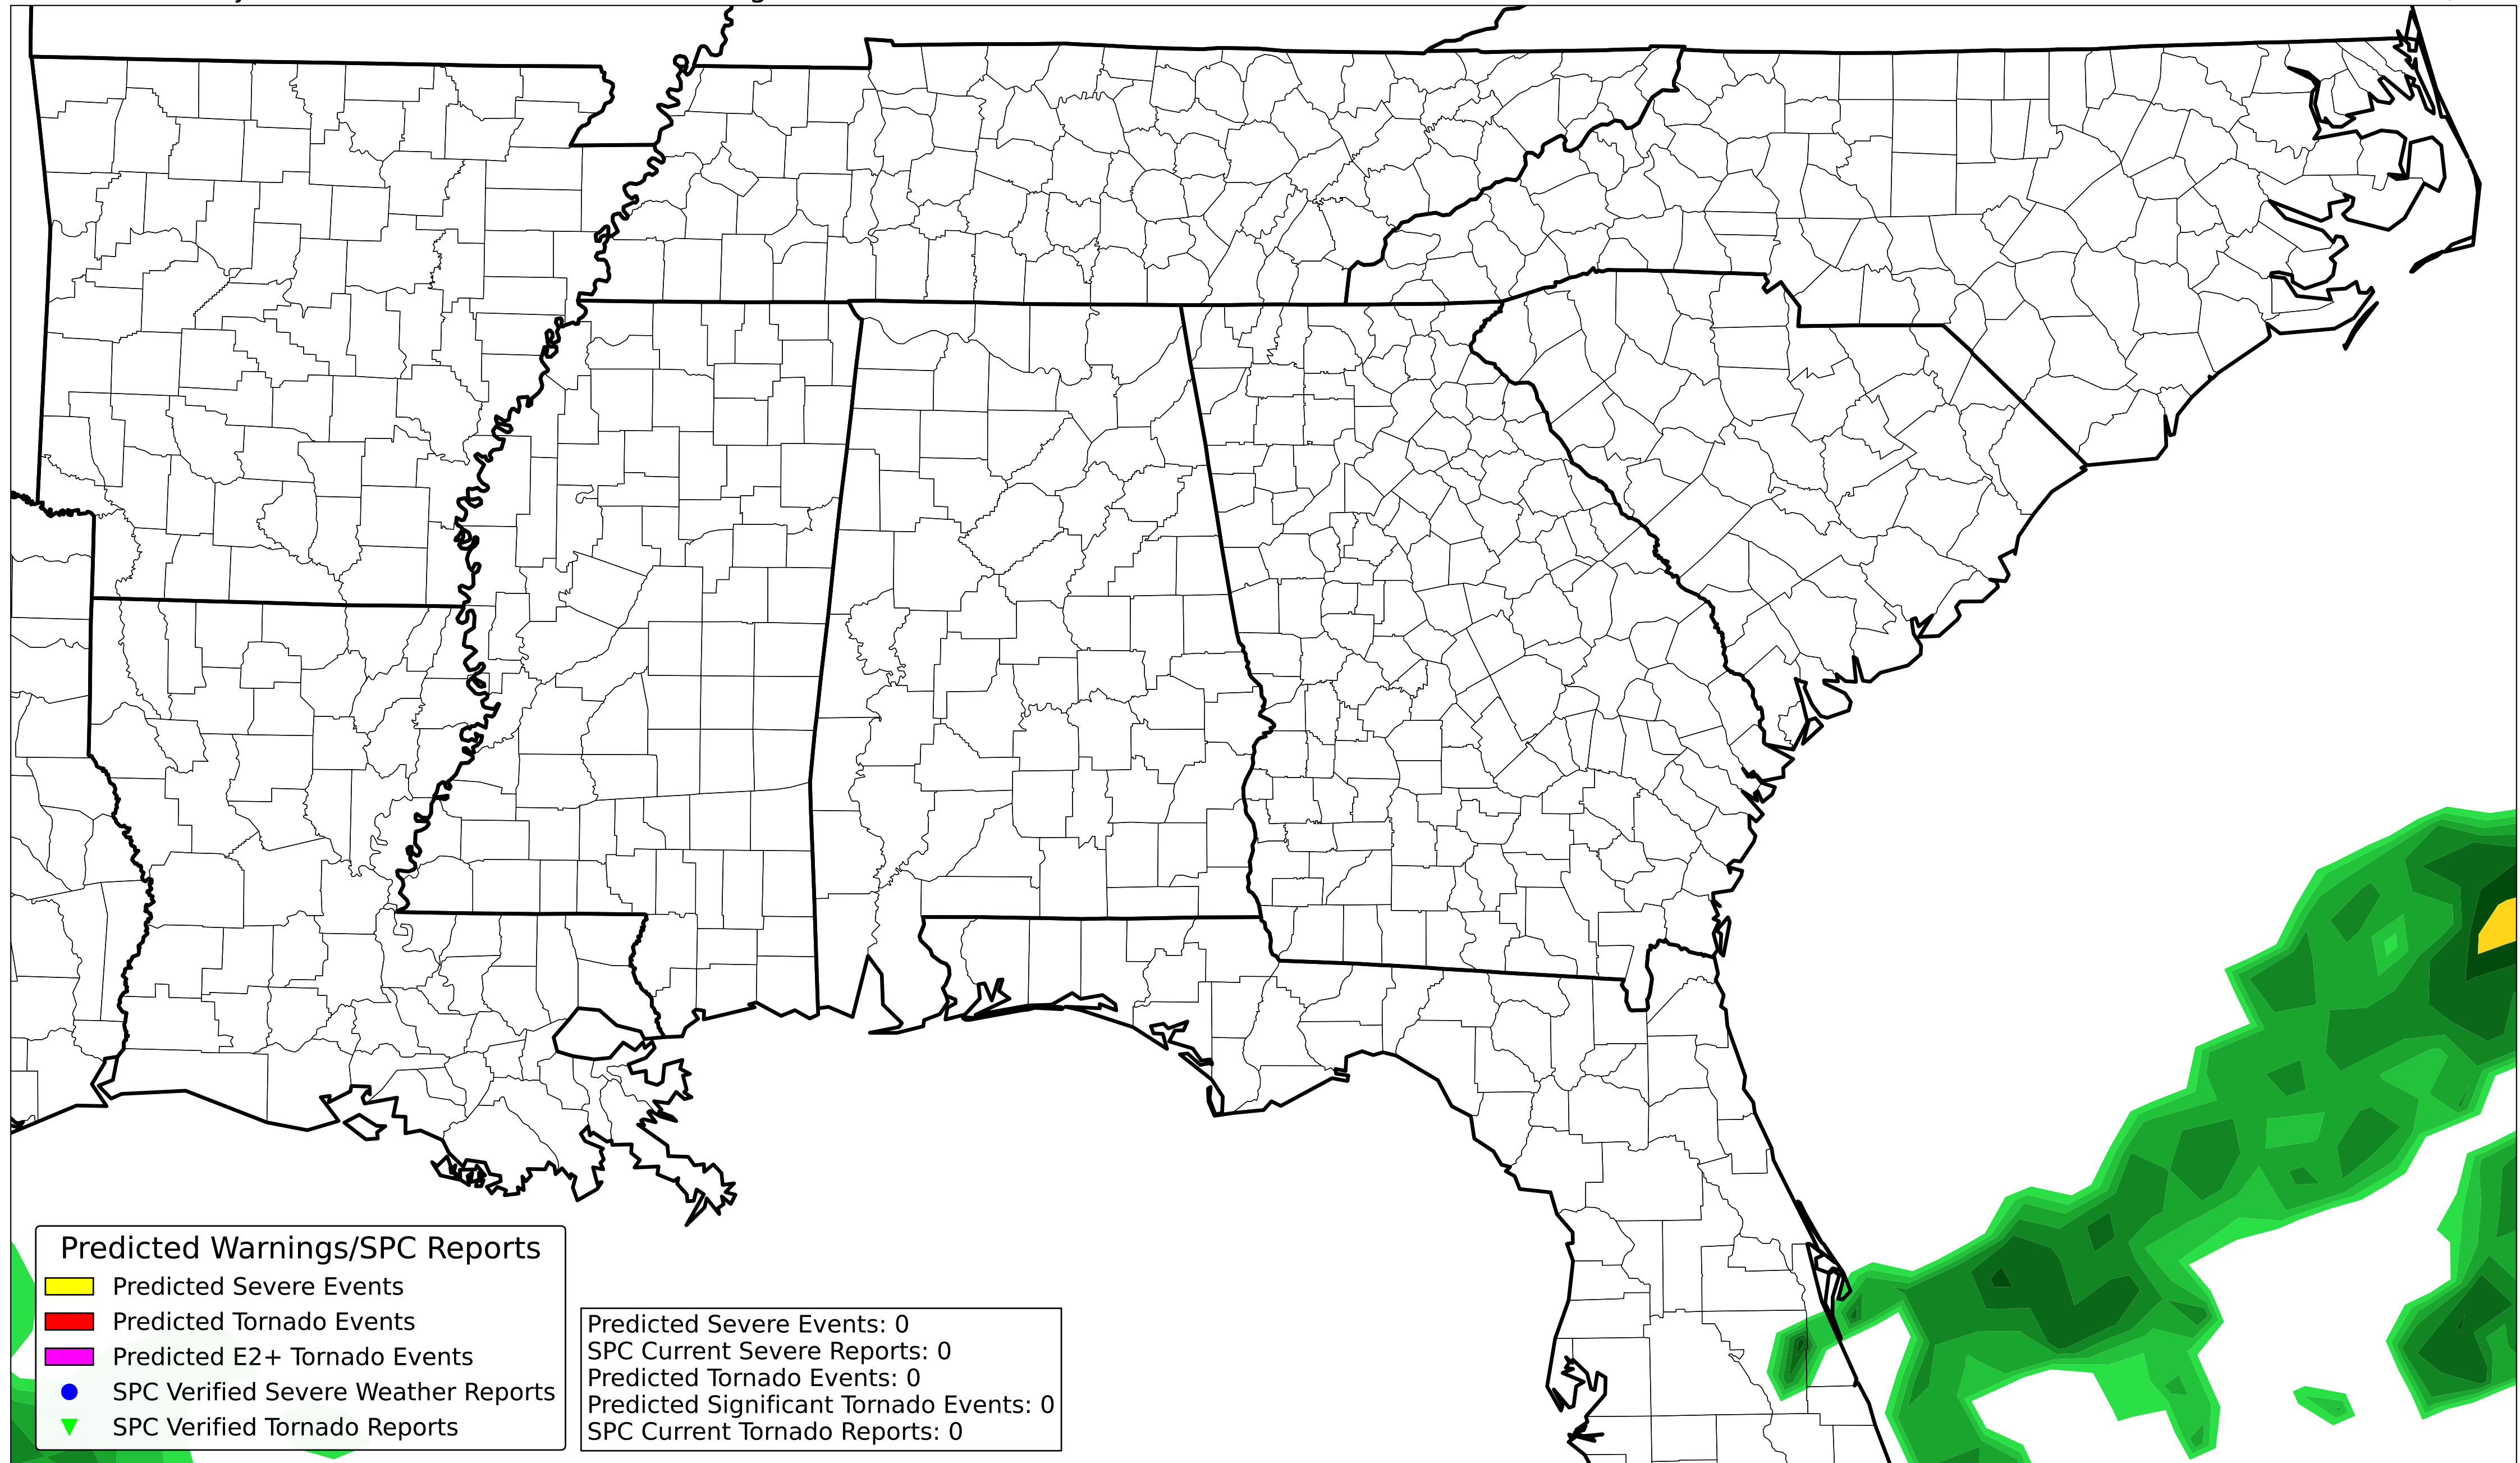 Predicted Warnings/SPC Reports
Predicted Severe Events
Predicted Tornado Events
Predicted E2+ Tornado Events
SPC Verified Severe Weather Reports
SPC Verified Tornado Reports
Predicted Severe Events: 0
SPC Current Severe Reports: 0
Predicted Tornado Events: 0
Predicted Significant Tornado Events: 0
SPC Current Tornado Reports: 0